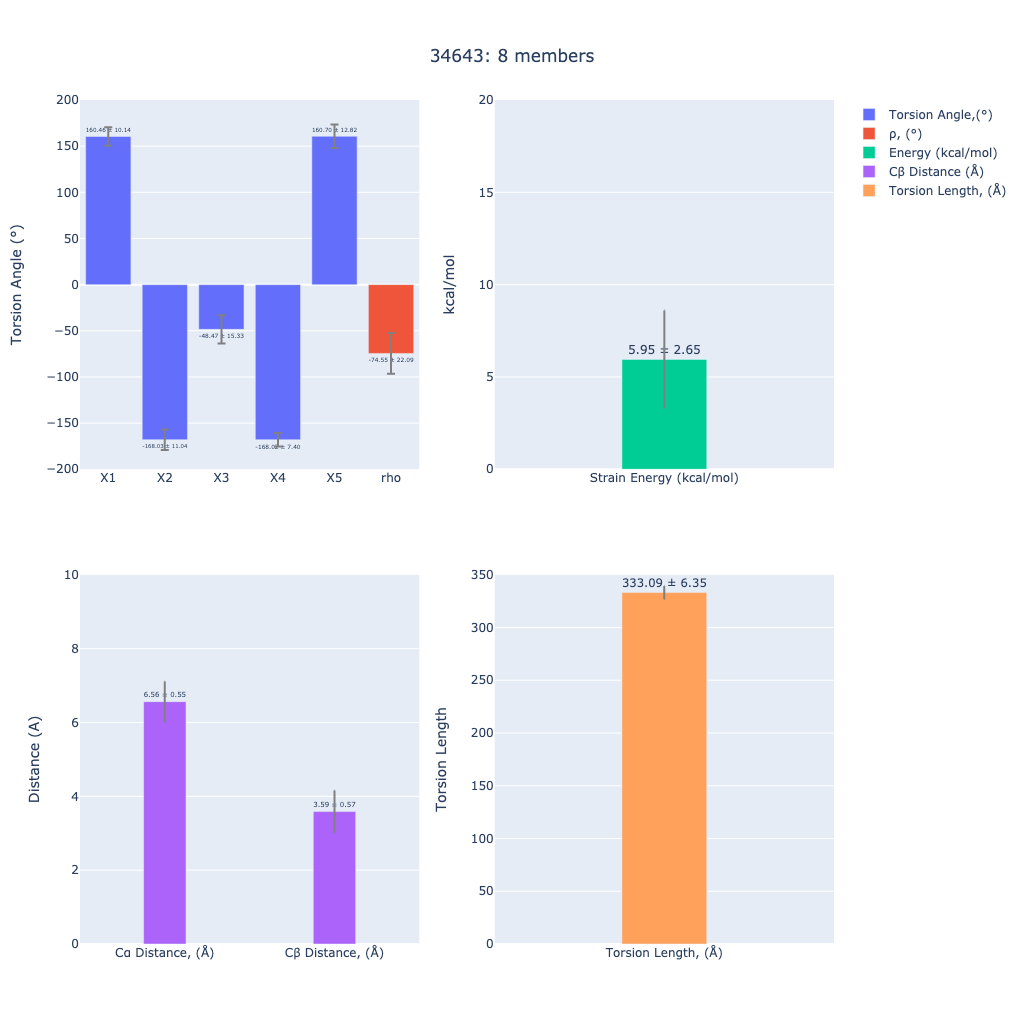 34643: 8 members
200
150
100
50
0
−50
−100
−150
−200
Torsion Angle (°)
160.46 ± 10.14
-168.03 ± 11.04
-48.47 ± 15.33
7.40
160.70 ± 12.82
-74.55 ± 22.09
X1
X2
X3
X4
X5
rho
20
15
10
5
0
kcal/mol
5.95 ± 2.65
Strain Energy (kcal/mol)
Torsion Angle,(°)
ρ, (°)
Energy (kcal/mol)
Cβ Distance (Å)
Torsion Length, (Å)
10
8
6
4
2
0
Distance (A)
6.56 ± 0.55
3.59 ± 0.57
Cα Distance, (Å)
Cβ Distance, (Å)
350
300
250
200
150
100
50
0
Torsion Length
333.09 ± 6.35
Torsion Length, (Å)